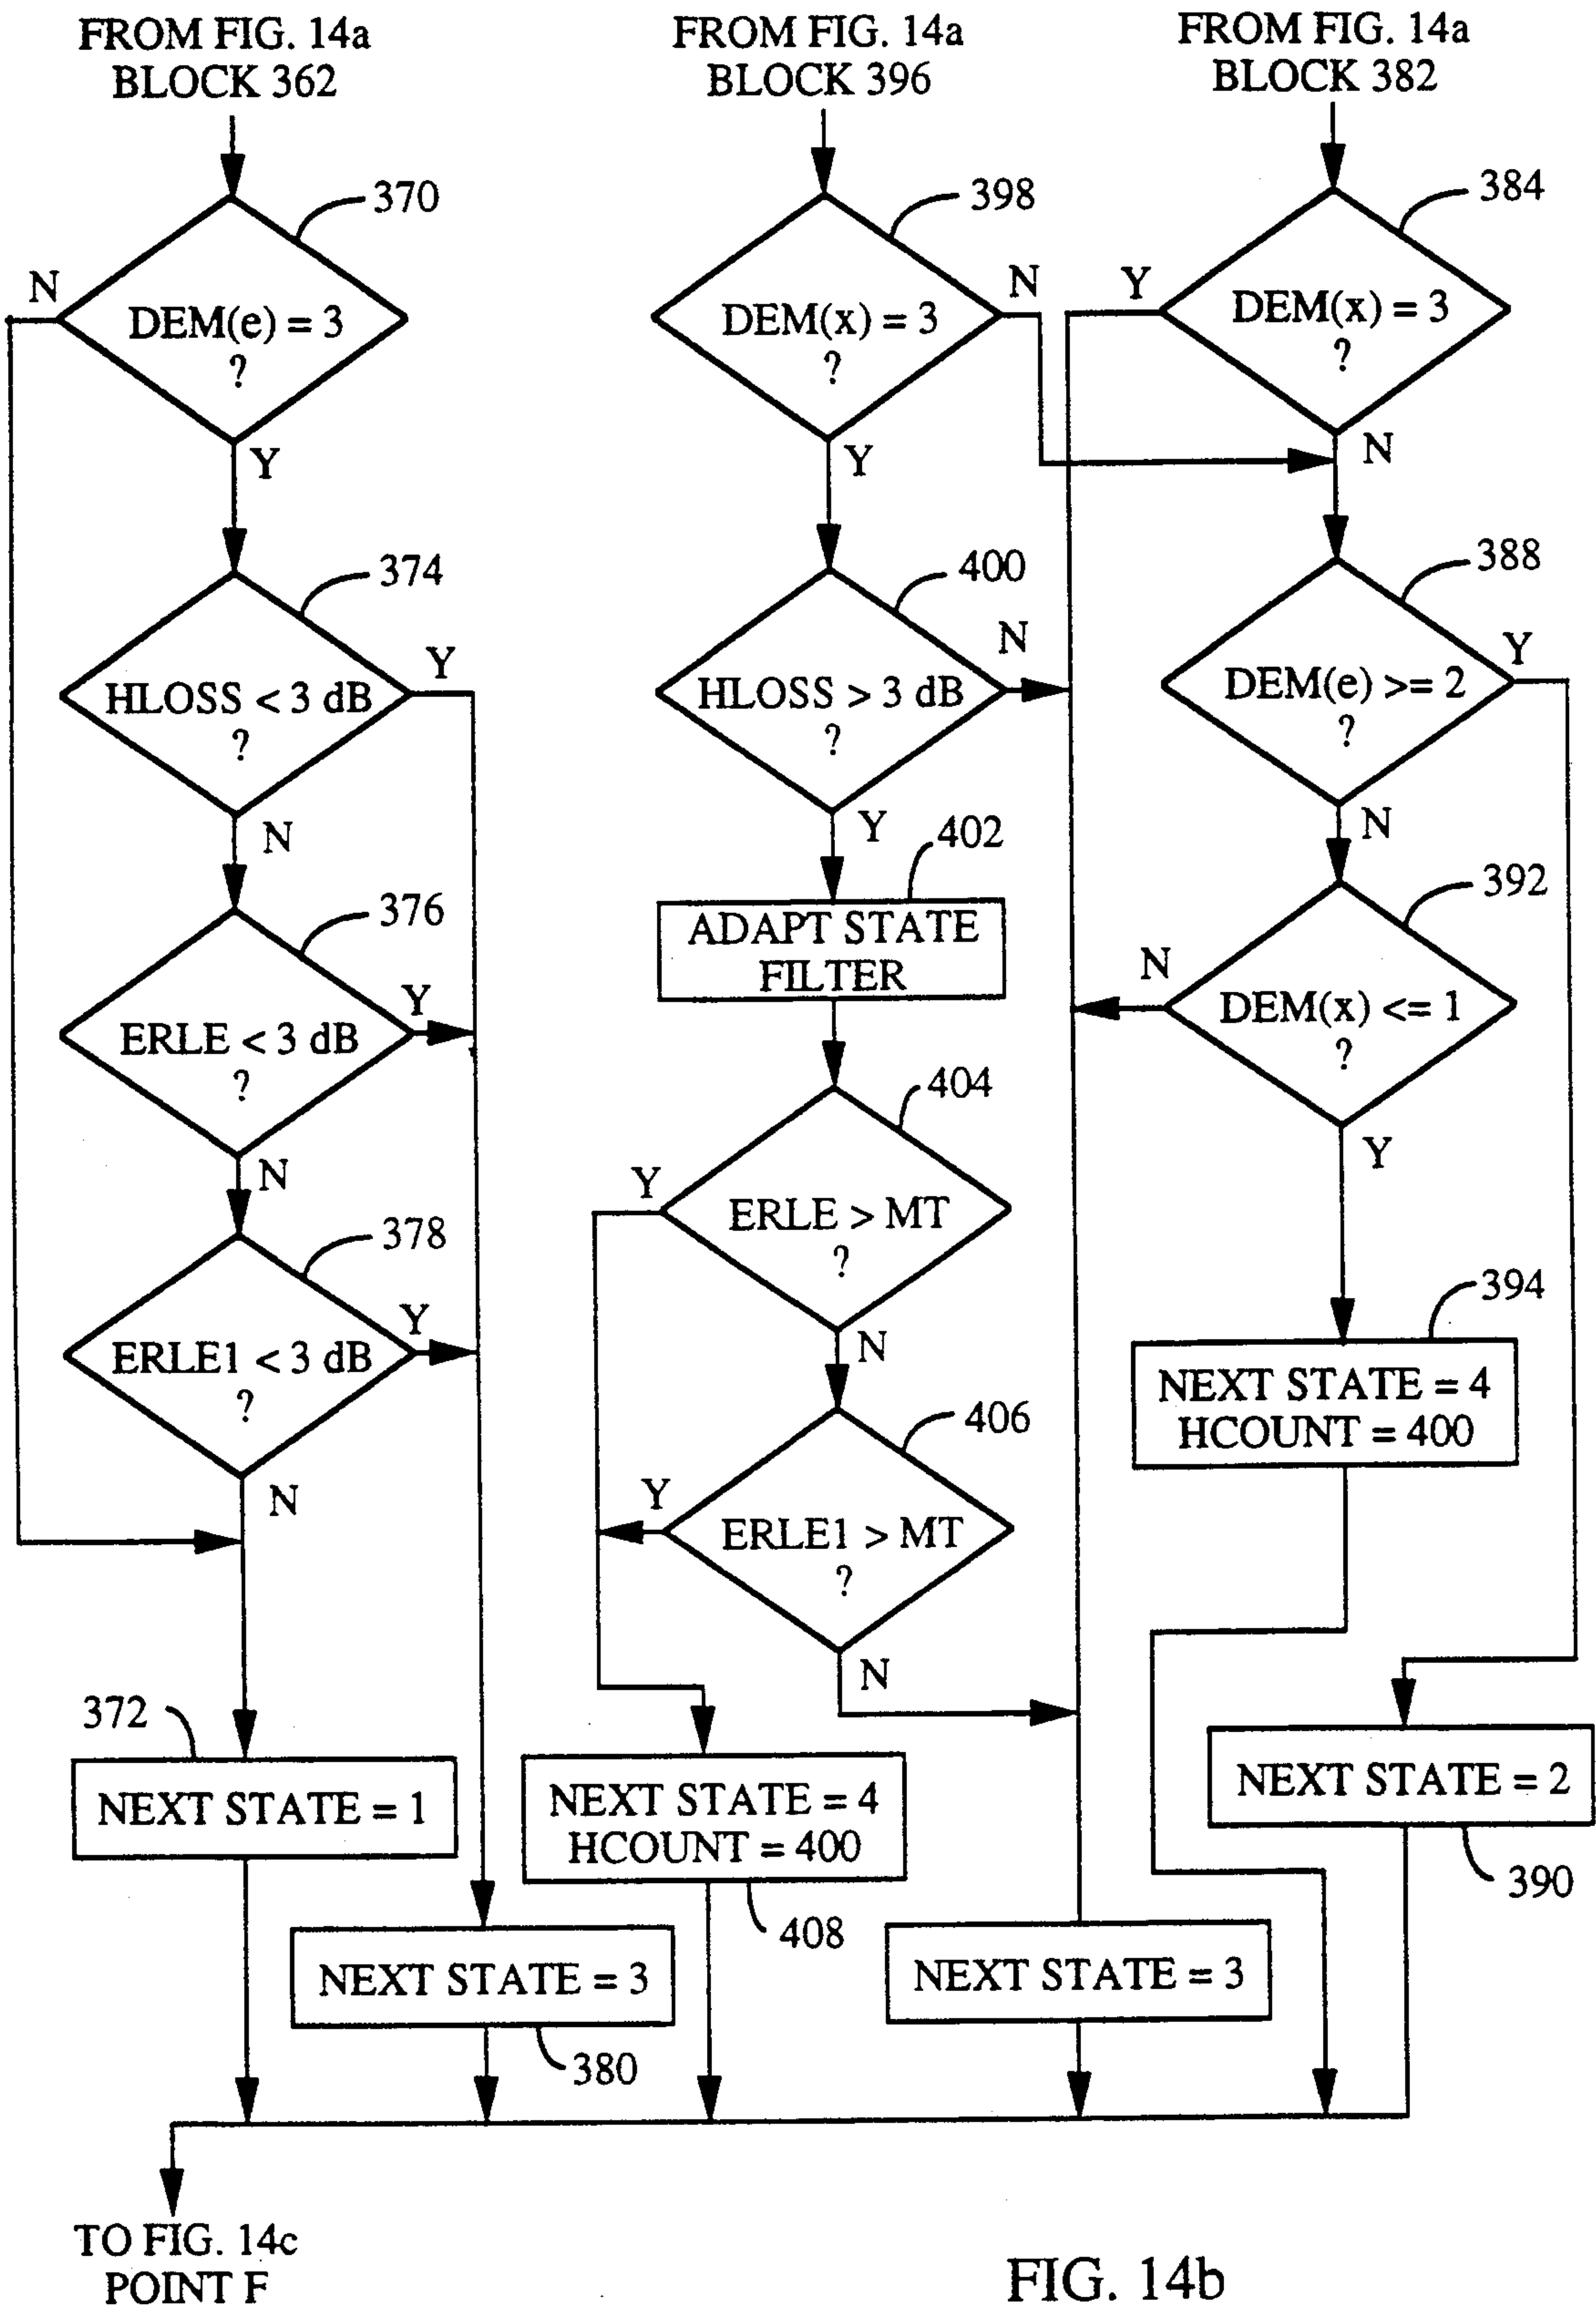 FROM FIG. 14a
BLOCK 362
FROM FIG. 14a
BLOCK 396
FROM FIG. 14a
BLOCK 382
370
N
DEM(e) = 3
?
Y
374
HLOSS < 3 dB
?
Y
N
376
ERLE < 3 dB
?
Y
N
378
ERLE1 < 3 dB
?
Y
N
372
NEXT STATE = 1
NEXT STATE = 3
380
398
DEM(x) = 3
?
N
Y
400
HLOSS > 3 dB
?
N
Y
402
ADAPT STATE
FILTER
404
Y
ERLE > MT
?
N
406
Y
ERLE1 > MT
?
N
NEXT STATE = 4
HCOUNT = 400
408
NEXT STATE = 3
384
Y
DEM(x) = 3
?
N
388
Y
DEM(e) >= 2
?
N
392
N
DEM(x) <= 1
?
Y
394
NEXT STATE = 4
HCOUNT = 400
NEXT STATE = 2
390
TO FIG. 14c
POINT F
FIG. 14b